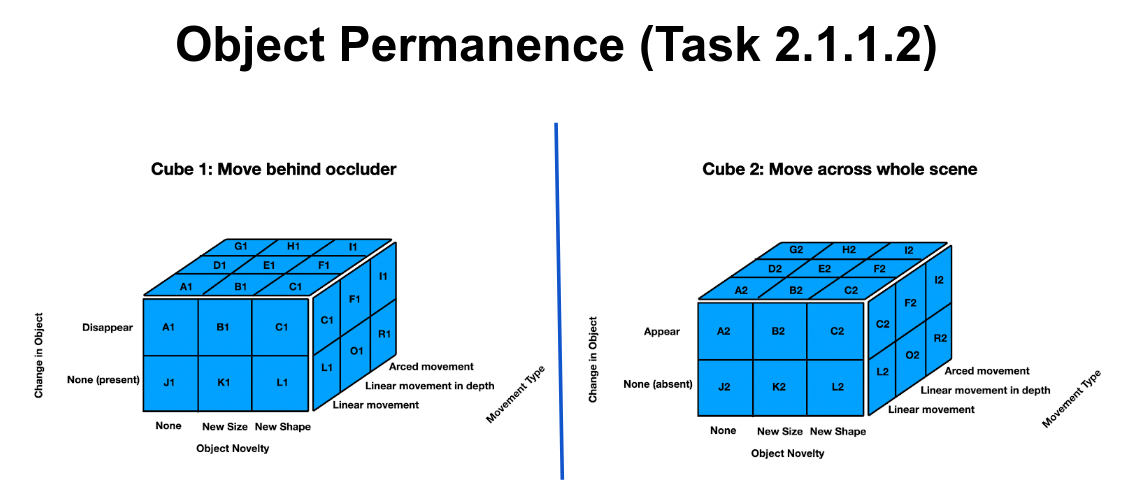 Object Permanence (Task 2.1.1.2)
Cube 1: Move behind occluder
G1 H1 I1
D1 E1 F1
A1 B1 C1
I1
F1
C1
R1
O1
L1
Change in Object
Disappear
A1 B1 C1
None (present)
J1 K1 L1
Arced movement
Linear movement in depth
Linear movement
Movement Type
None New Size New Shape
Object Novelty
Cube 2: Move across whole scene
G2 H2 I2
D2 E2 F2
A2 B2 C2
I2
F2
C2
R2
O2
L2
Change in Object
Appear
A2 B2 C2
None (absent)
J2 K2 L2
Arced movement
Linear movement in depth
Linear movement
Movement Type
None New Size New Shape
Object Novelty